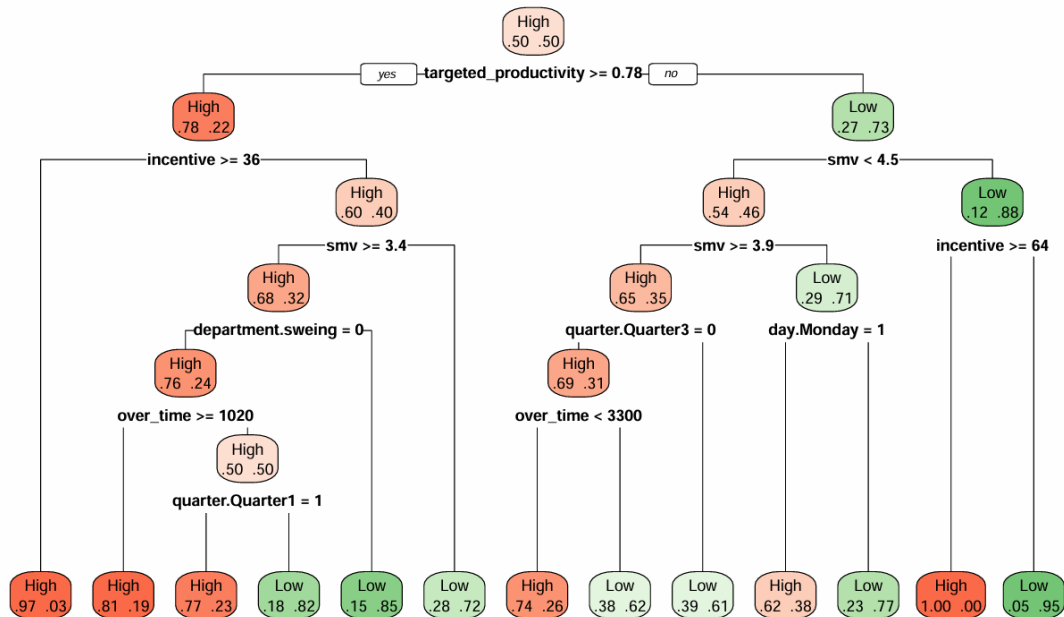 High
.50 .50
yes targeted_productivity >= 0.78 no
High
.78 .22
Low
.27 .73
incentive >= 36
smv < 4.5
High
.60 .40
High
.54 .46
Low
.12 .88
smv >= 3.4
smv >= 3.9
incentive >= 64
High
.68 .32
High
.65 .35
Low
.29 .71
department.sweing = 0
quarter.Quarter3 = 0
day.Monday = 1
High
.76 .24
High
.69 .31
over_time >= 1020
over_time < 3300
High
.50 .50
quarter.Quarter1 = 1
High
.97 .03
High
.81 .19
High
.77 .23
Low
.18 .82
Low
.15 .85
Low
.28 .72
High
.74 .26
Low
.38 .62
Low
.39 .61
High
.62 .38
Low
.23 .77
High
1.00 .00
Low
.05 .95